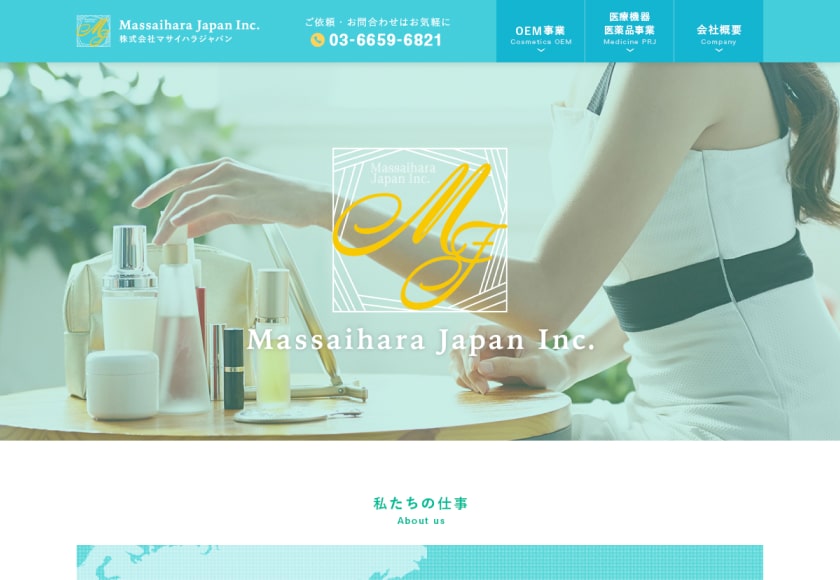 Massaihara Japan Inc.
株式会社マサイハラジャパン
ご依頼・お問合わせはお気軽に
03-6659-6821
OEM事業
Cosmetics OEM
医療機器
医薬品事業
Medicine PRJ
会社概要
Company
Massaihara
Japan Inc.
MJ
Massaihara Japan Inc.
私たちの仕事
About us